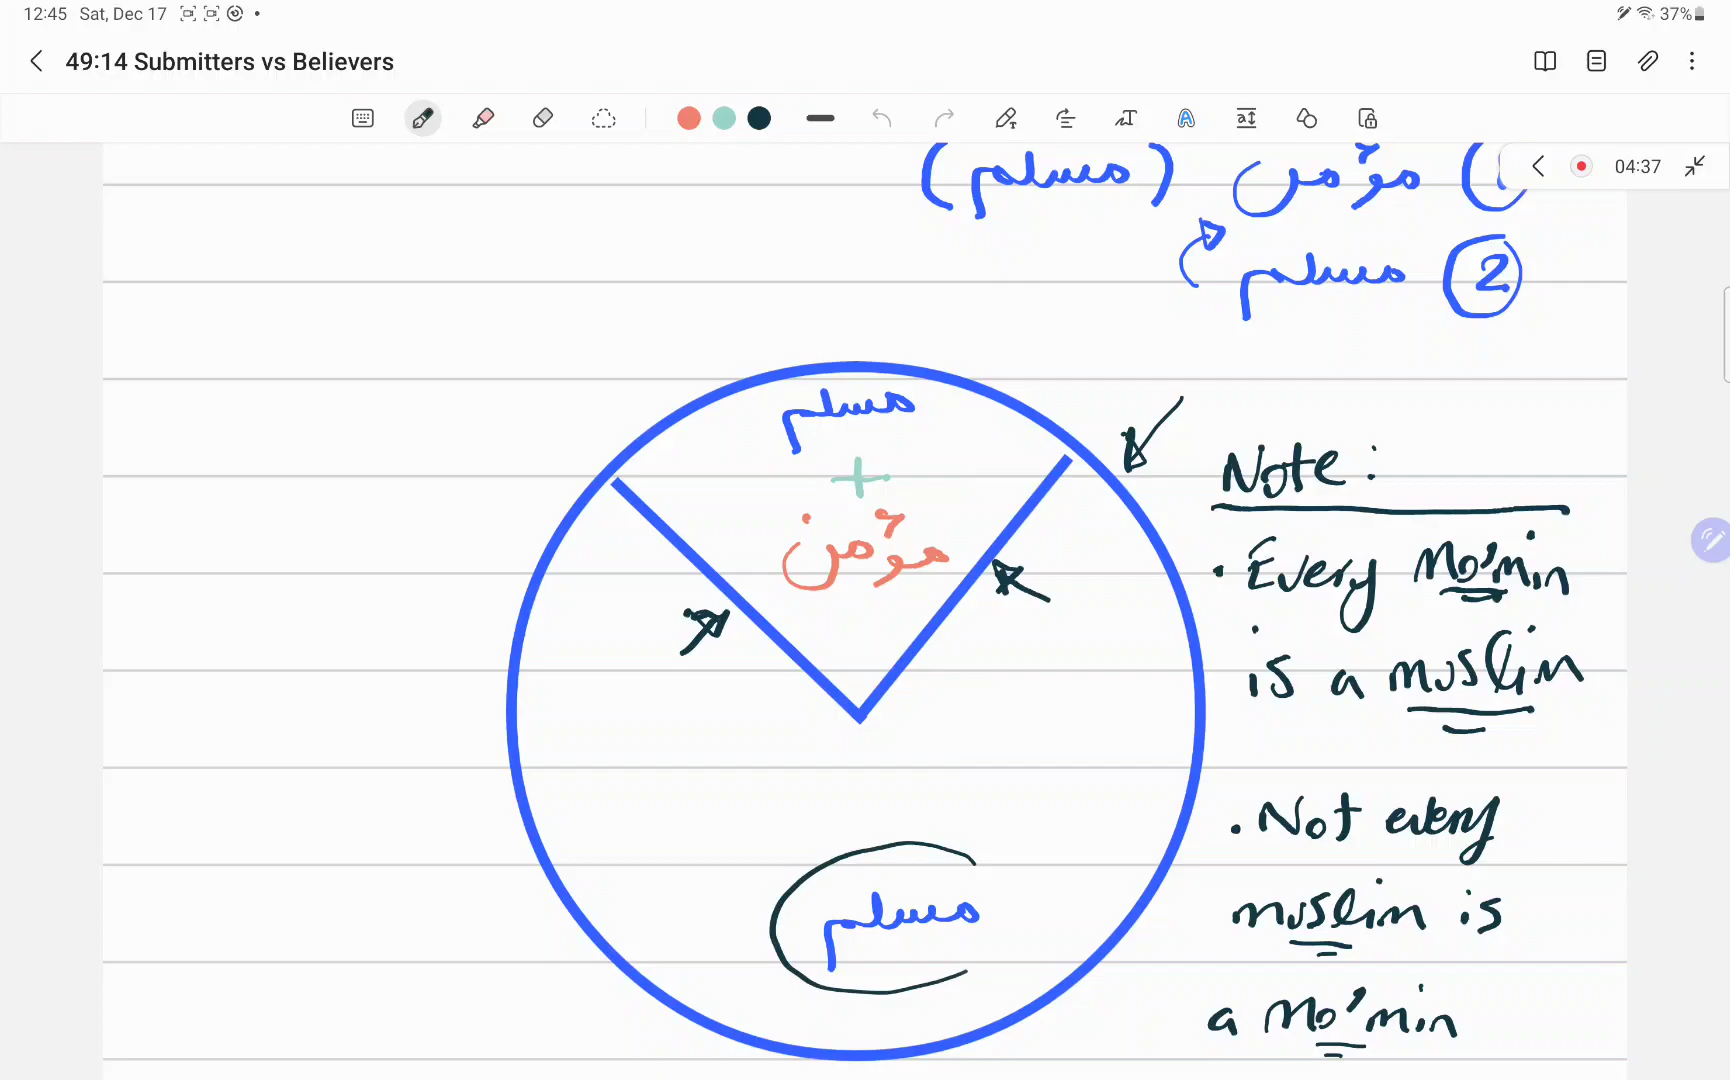 12:45 Sat, Dec 17
37%
49:14 Submitters vs Believers
04:37
مؤمن (مسلم)
2 مسلم
مسلم
+
مؤمن
مسلم
Note:
• Every Mo'min
is a muslim
• Not every
muslim is
a Mo'min